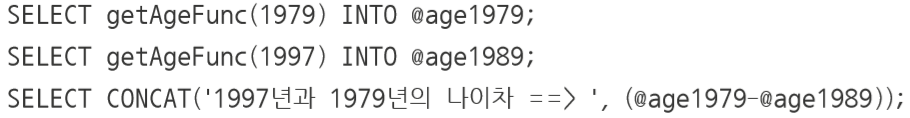 SELECT getAgeFunc(1979) INTO @age1979;
SELECT getAgeFunc(1997) INTO @age1989;
SELECT CONCAT('1997년과 1979년의 나이차 ==> ', (@age1979-@age1989));